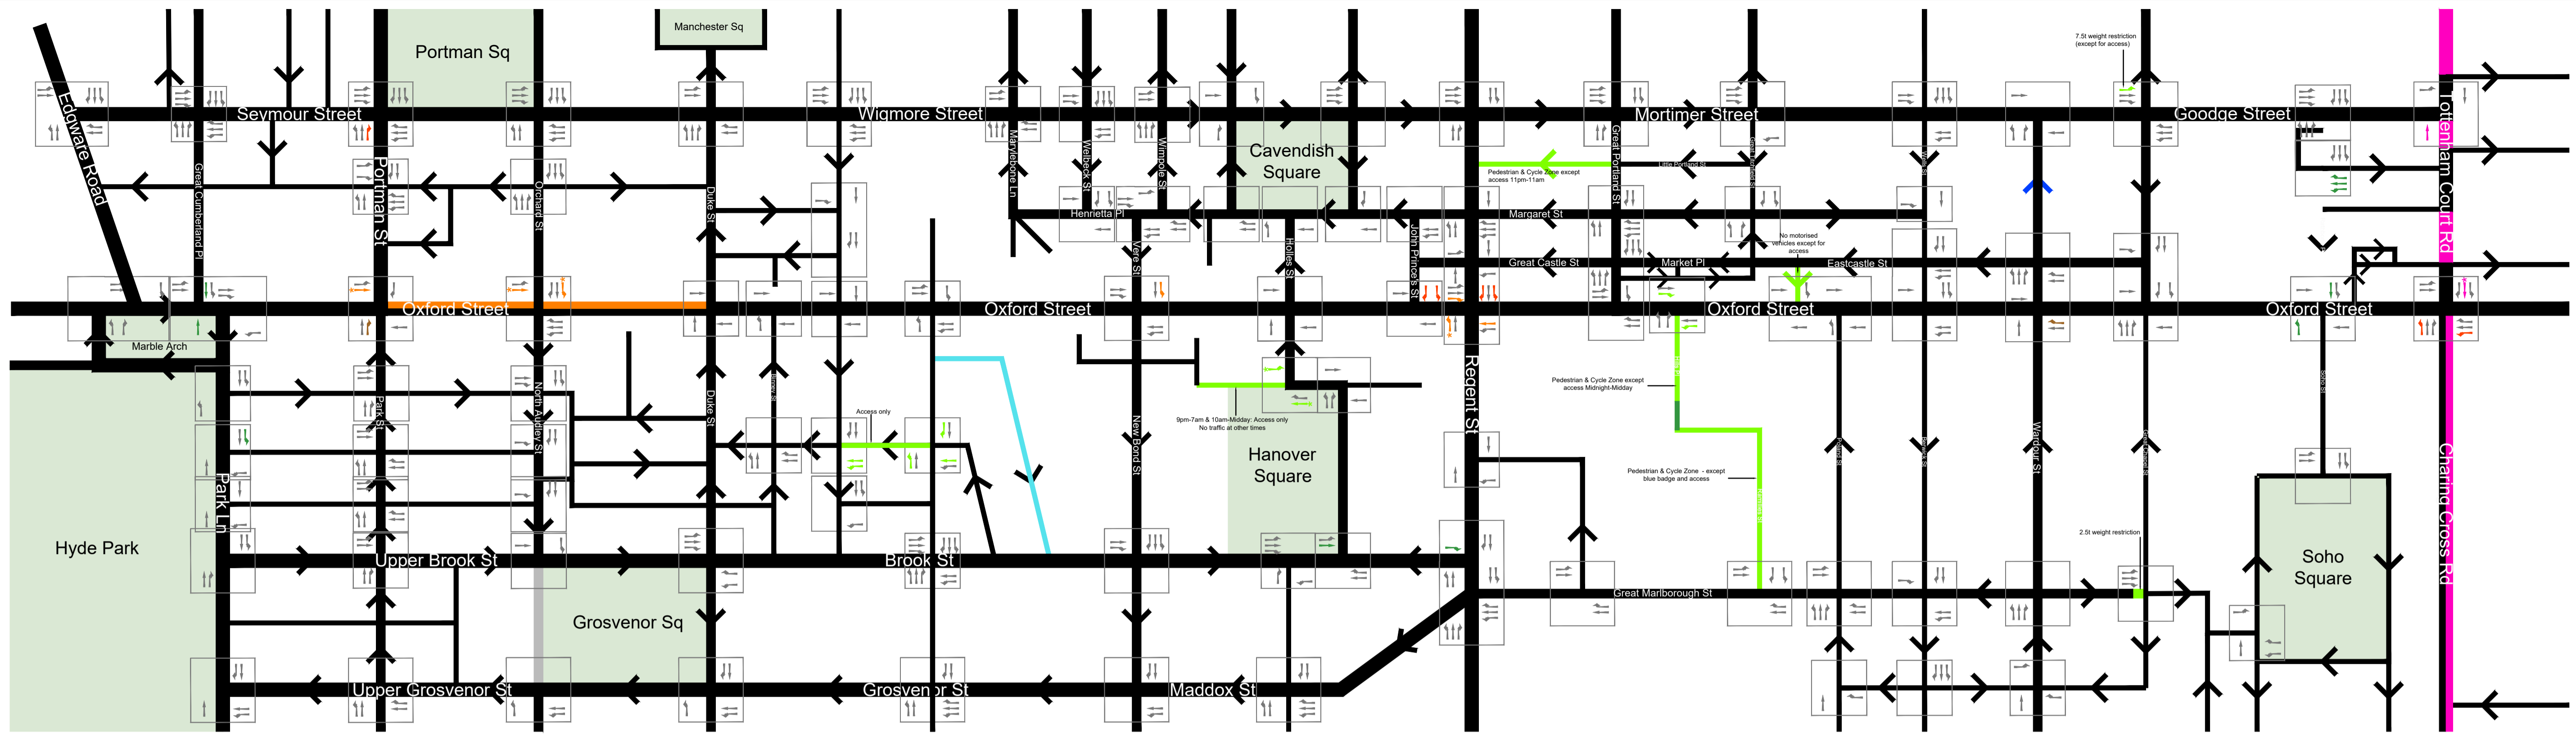 Manchester Sq
Portman Sq
7.5t weight restriction
(except for access)
Edgware Road
Seymour Street
Wigmore Street
Mortimer Street
Goodge Street
Tottenham Court Rd
Great Cumberland Pl
Portman St
Orchard St
Duke St
Marylebone Ln
Welbeck St
Wimpole St
Cavendish
Square
Great Portland St
Little Portland St
Pedestrian & Cycle Zone except
access 11pm-11am
Henrietta Pl
Margaret St
Vere St
Holles St
John Princes St
No motorised
vehicles except for
access
Great Castle St
Market Pl
Eastcastle St
Oxford Street
Oxford Street
Oxford Street
Oxford Street
Marble Arch
Regent St
Park St
North Audley St
Duke St
Pedestrian & Cycle Zone except
access Midnight-Midday
Access only
9pm-7am & 10am-Midday: Access only
No traffic at other times
New Bond St
Wardour St
Charing Cross Rd
Hanover
Square
Park Ln
Pedestrian & Cycle Zone - except
blue badge and access
Hyde Park
2.5t weight restriction
Upper Brook St
Brook St
Great Marlborough St
Soho
Square
Grosvenor Sq
Upper Grosvenor St
Grosvenor St
Maddox St